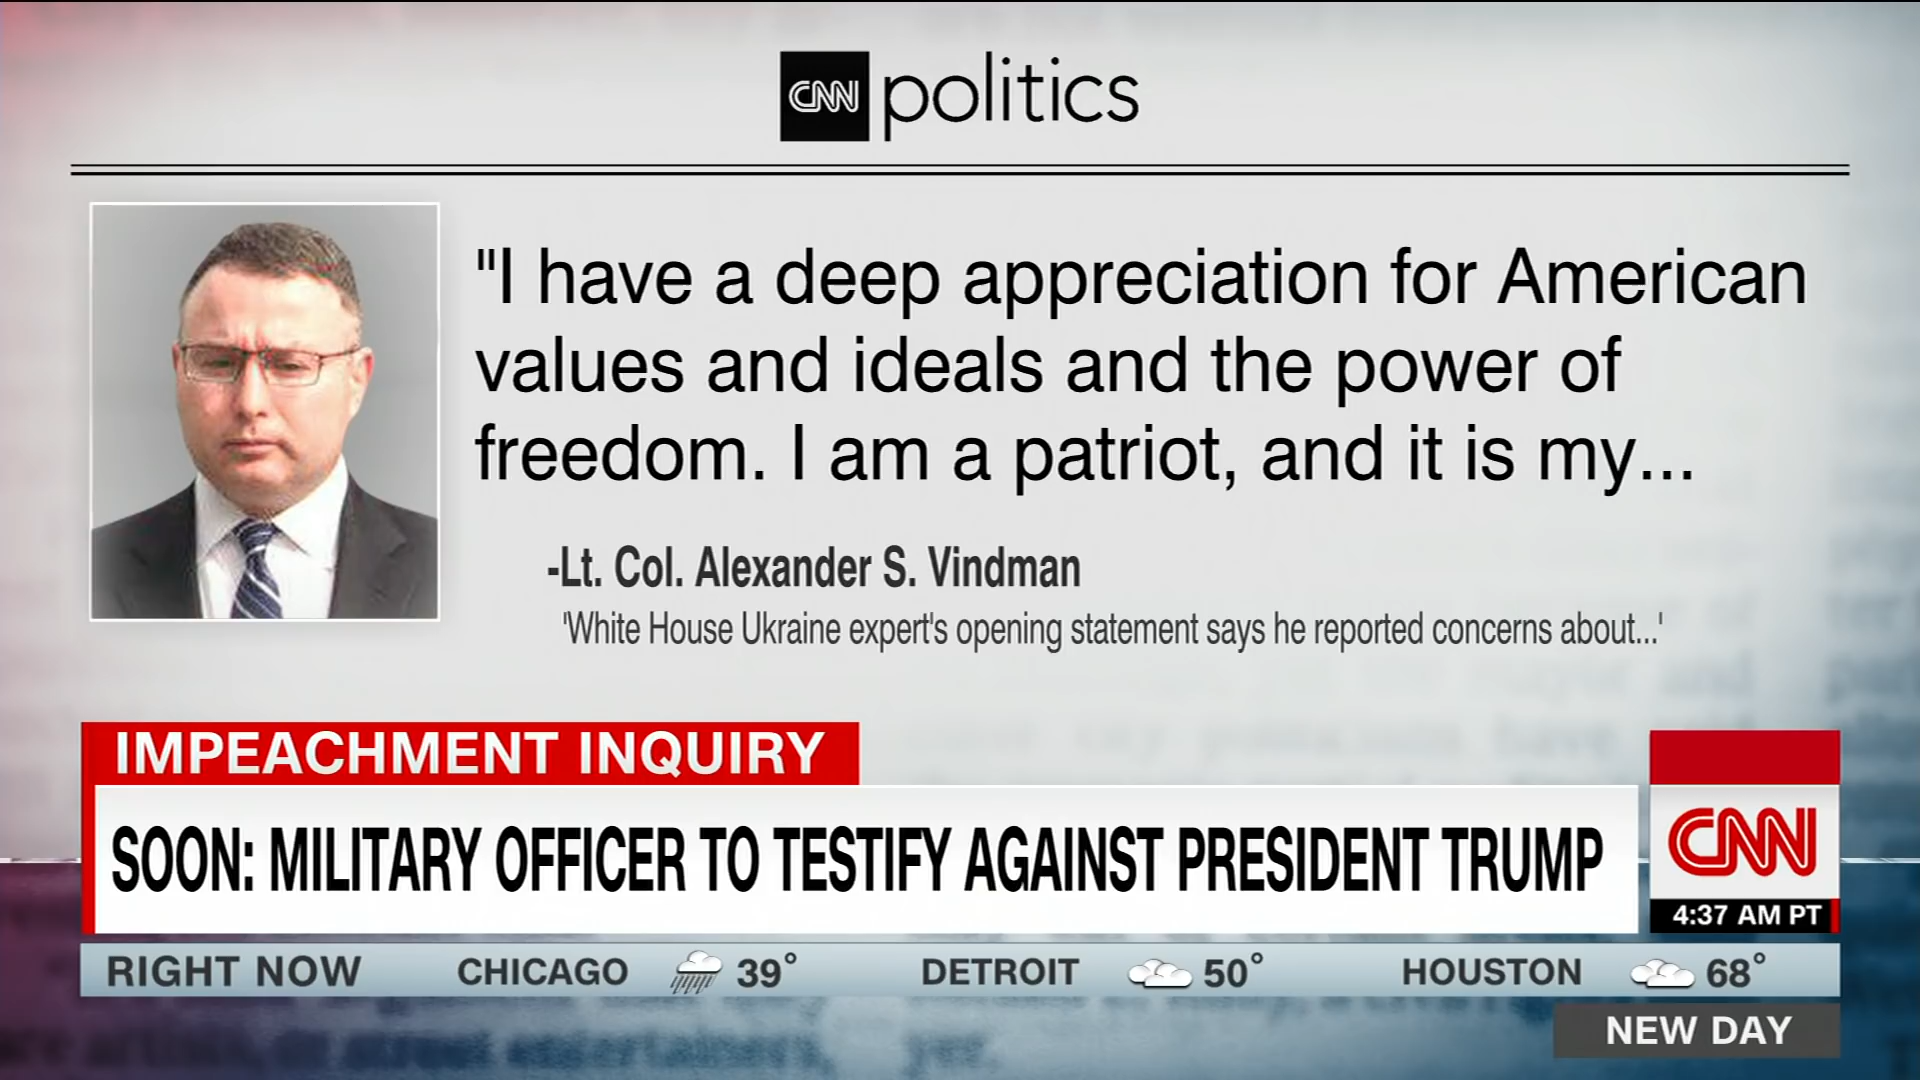 CNN politics
"I have a deep appreciation for American
values and ideals and the power of
freedom. I am a patriot, and it is my...
-Lt. Col. Alexander S. Vindman
'White House Ukraine expert's opening statement says he reported concerns about...'
IMPEACHMENT INQUIRY
SOON: MILITARY OFFICER TO TESTIFY AGAINST PRESIDENT TRUMP
CNN
4:37 AM PT
RIGHT NOW CHICAGO 39° DETROIT 50° HOUSTON 68°
NEW DAY